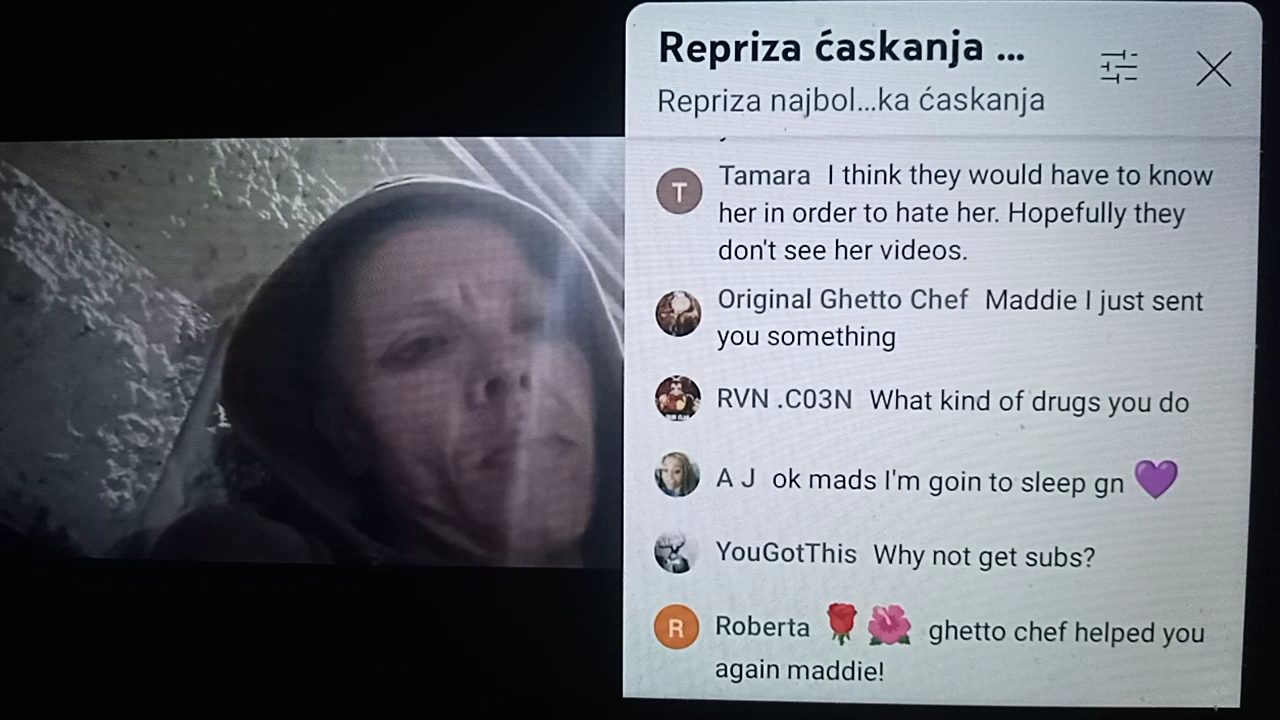 Repriza ćaskanja ...
Repriza najbol...ka ćaskanja
T
Tamara I think they would have to know
her in order to hate her. Hopefully they
don't see her videos.
Original Ghetto Chef Maddie I just sent
you something
RVN .C03N What kind of drugs you do
A J ok mads I'm goin to sleep gn 💜
YouGotThis Why not get subs?
R
Roberta 🌹🌺 ghetto chef helped you
again maddie!